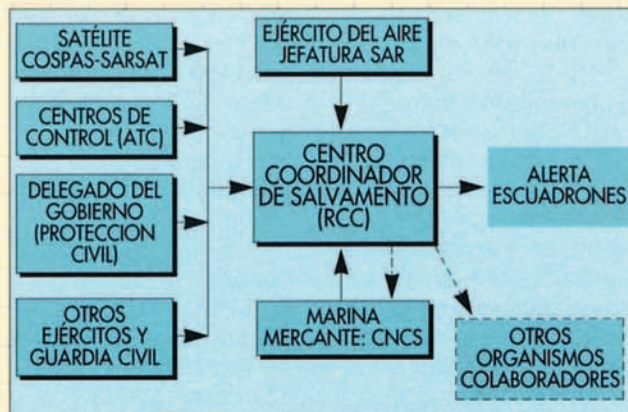 SATÉLITE
COSPAS-SARSAT
CENTROS DE
CONTROL (ATC)
DELEGADO DEL
GOBIERNO
(PROTECCION
CIVIL)
OTROS
EJÉRCITOS Y
GUARDIA CIVIL
EJÉRCITO DEL AIRE
JEFATURA SAR
CENTRO
COORDINADOR
DE SALVAMENTO
(RCC)
MARINA
MERCANTE: CNCS
ALERTA
ESCUADRONES
OTROS
ORGANISMOS
COLABORADORES